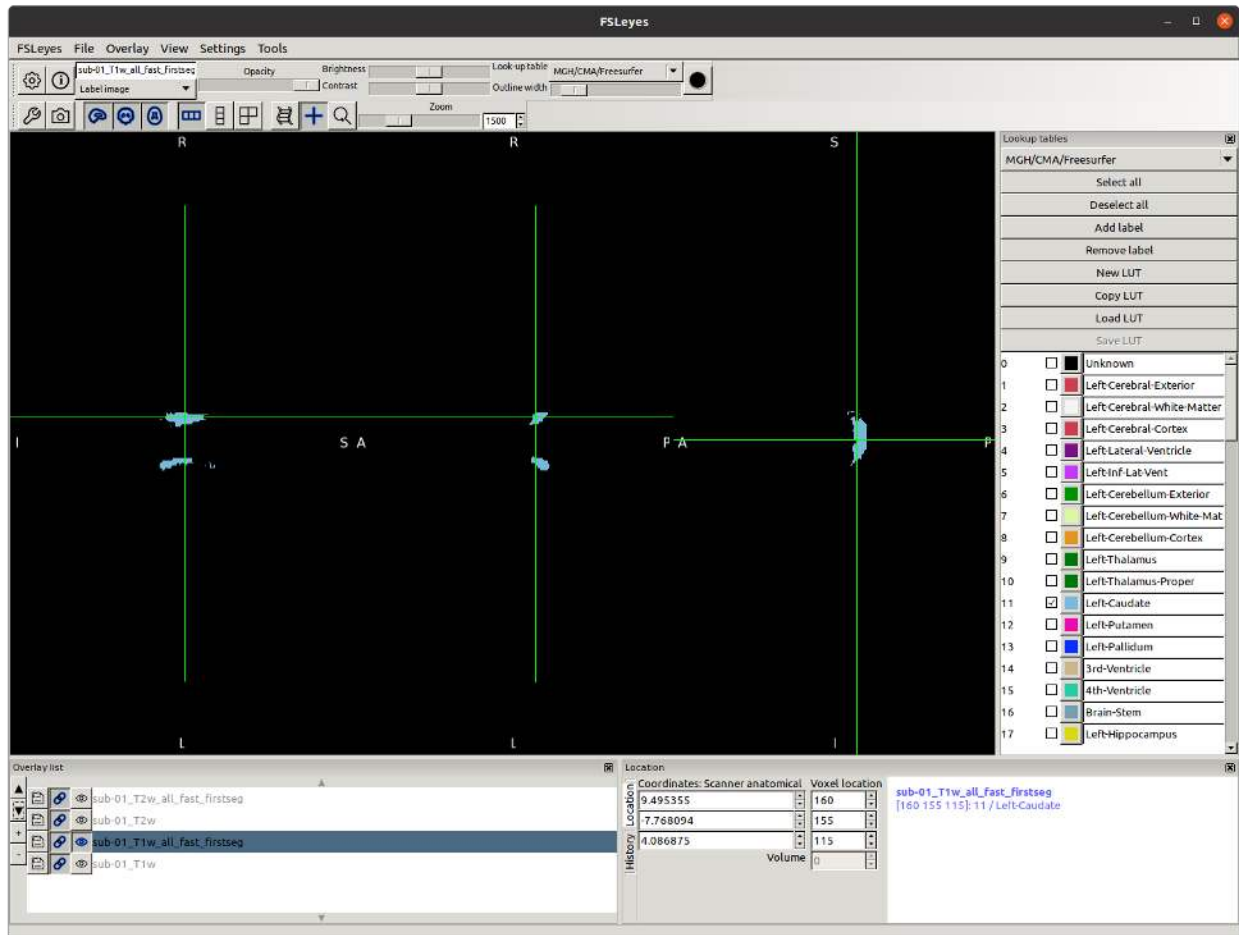 FSLeyes
FSLeyes File Overlay View Settings Tools
sub-01_T1w_all_fast_firstseg
Label image
Opacity
Brightness
Contrast
Look-up table
MGH/CMA/Freesurfer
Outline width
Zoom
1500
R
R
S
I
S A
P A
P
L
L
I
Lookup tables
MGH/CMA/Freesurfer
Select all
Deselect all
Add label
Remove label
New LUT
Copy LUT
Load LUT
Save LUT
0 Unknown
1 Left-Cerebral-Exterior
2 Left-Cerebral-White-Matter
3 Left-Cerebral-Cortex
4 Left-Lateral-Ventricle
5 Left-Inf-Lat-Vent
6 Left-Cerebellum-Exterior
7 Left-Cerebellum-White-Mat
8 Left-Cerebellum-Cortex
9 Left-Thalamus
10 Left-Thalamus-Proper
11 Left-Caudate
12 Left-Putamen
13 Left-Pallidum
14 3rd-Ventricle
15 4th-Ventricle
16 Brain-Stem
17 Left-Hippocampus
Overlay list
sub-01_T2w_all_fast_firstseg
sub-01_T2w
sub-01_T1w_all_fast_firstseg
sub-01_T1w
Location
Location
History
Coordinates: Scanner anatomical Voxel location
9.495355 160
-7.768094 155
4.086875 115
Volume 0
sub-01_T1w_all_fast_firstseg
[160 155 115]: 11 / Left-Caudate